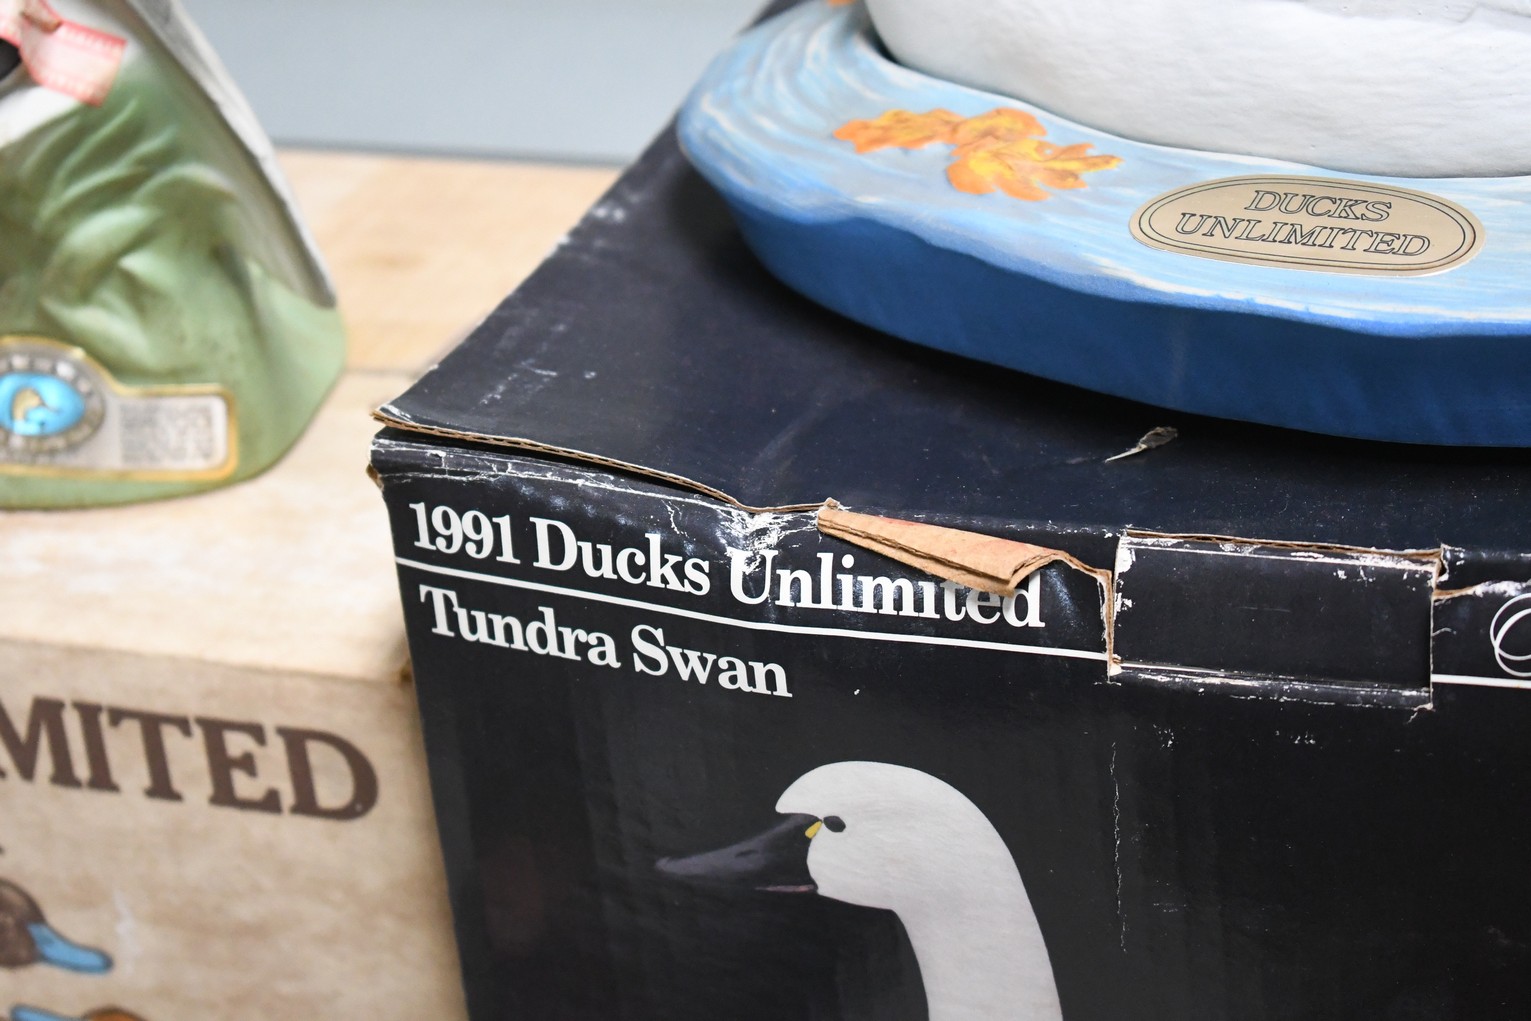 DUCKS
UNLIMITED
1991 Ducks Unlimited
Tundra Swan
MITED